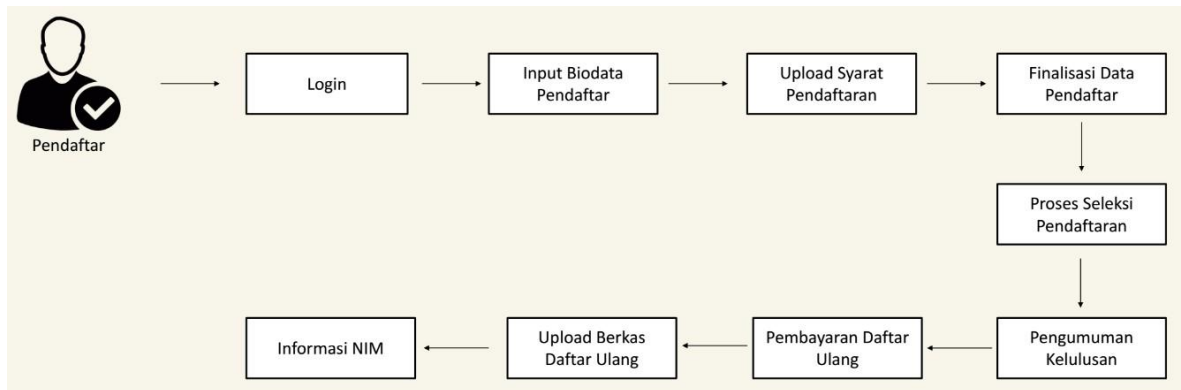 Pendaftar
Login
Input Biodata
Pendaftar
Upload Syarat
Pendaftaran
Finalisasi Data
Pendaftar
Proses Seleksi
Pendaftaran
Pengumuman
Kelulusan
Pembayaran Daftar
Ulang
Upload Berkas
Daftar Ulang
Informasi NIM